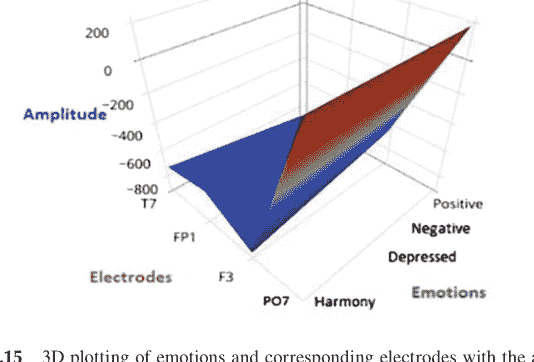 200
0
Amplitude
-200
-400
-600
-800
T7
Positive
Negative
FP1
Depressed
Electrodes
F3
Emotions
PO7
Harmony
.15 3D plotting of emotions and corresponding electrodes with the a